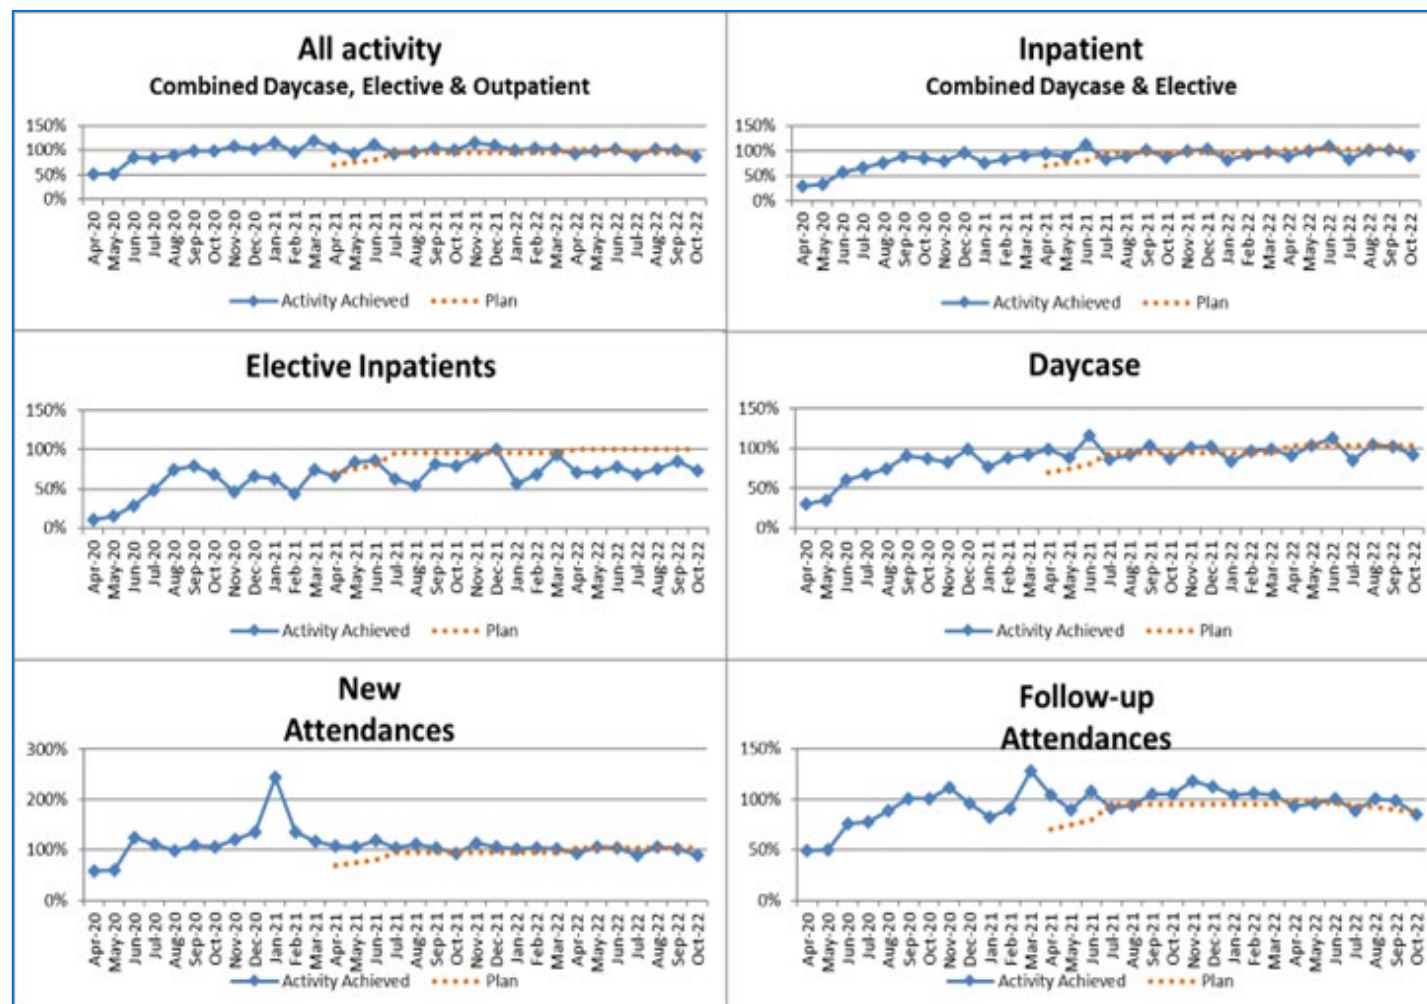 All activity
Combined Daycase, Elective & Outpatient
150%
100%
50%
0%
Apr-20 May-20 Jun-20 Jul-20 Aug-20 Sep-20 Oct-20 Nov-20 Dec-20 Jan-21 Feb-21 Mar-21 Apr-21 May-21 Jun-21 Jul-21 Aug-21 Sep-21 Oct-21 Nov-21 Dec-21 Jan-22 Feb-22 Mar-22 Apr-22 May-22 Jun-22 Jul-22 Aug-22 Sep-22 Oct-22
Activity Achieved Plan
Inpatient
Combined Daycase & Elective
150%
100%
50%
0%
Apr-20 May-20 Jun-20 Jul-20 Aug-20 Sep-20 Oct-20 Nov-20 Dec-20 Jan-21 Feb-21 Mar-21 Apr-21 May-21 Jun-21 Jul-21 Aug-21 Sep-21 Oct-21 Nov-21 Dec-21 Jan-22 Feb-22 Mar-22 Apr-22 May-22 Jun-22 Jul-22 Aug-22 Sep-22 Oct-22
Activity Achieved Plan
Elective Inpatients
150%
100%
50%
0%
Apr-20 May-20 Jun-20 Jul-20 Aug-20 Sep-20 Oct-20 Nov-20 Dec-20 Jan-21 Feb-21 Mar-21 Apr-21 May-21 Jun-21 Jul-21 Aug-21 Sep-21 Oct-21 Nov-21 Dec-21 Jan-22 Feb-22 Mar-22 Apr-22 May-22 Jun-22 Jul-22 Aug-22 Sep-22 Oct-22
Activity Achieved Plan
Daycase
150%
100%
50%
0%
Apr-20 May-20 Jun-20 Jul-20 Aug-20 Sep-20 Oct-20 Nov-20 Dec-20 Jan-21 Feb-21 Mar-21 Apr-21 May-21 Jun-21 Jul-21 Aug-21 Sep-21 Oct-21 Nov-21 Dec-21 Jan-22 Feb-22 Mar-22 Apr-22 May-22 Jun-22 Jul-22 Aug-22 Sep-22 Oct-22
Activity Achieved Plan
New
Attendances
300%
200%
100%
0%
Apr-20 May-20 Jun-20 Jul-20 Aug-20 Sep-20 Oct-20 Nov-20 Dec-20 Jan-21 Feb-21 Mar-21 Apr-21 May-21 Jun-21 Jul-21 Aug-21 Sep-21 Oct-21 Nov-21 Dec-21 Jan-22 Feb-22 Mar-22 Apr-22 May-22 Jun-22 Jul-22 Aug-22 Sep-22 Oct-22
Activity Achieved Plan
Follow-up
Attendances
150%
100%
50%
0%
Apr-20 May-20 Jun-20 Jul-20 Aug-20 Sep-20 Oct-20 Nov-20 Dec-20 Jan-21 Feb-21 Mar-21 Apr-21 May-21 Jun-21 Jul-21 Aug-21 Sep-21 Oct-21 Nov-21 Dec-21 Jan-22 Feb-22 Mar-22 Apr-22 May-22 Jun-22 Jul-22 Aug-22 Sep-22 Oct-22
Activity Achieved Plan